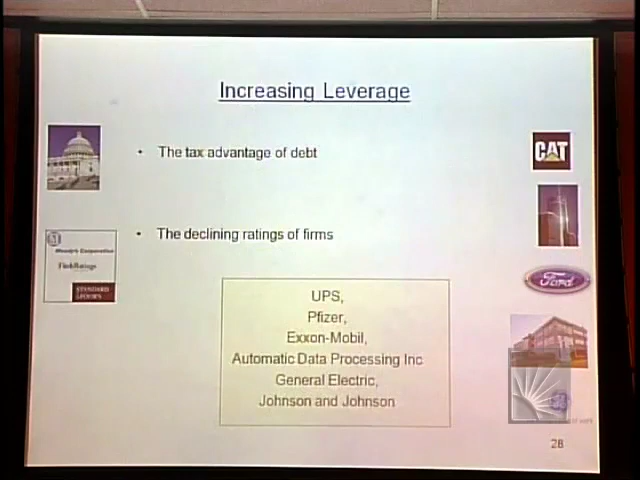 Increasing Leverage
• The tax advantage of debt
CAT
• The declining ratings of firms
Moody's Corporation
FitchRatings
STANDARD
&POOR'S
Ford
UPS,
Pfizer,
Exxon-Mobil,
Automatic Data Processing Inc
General Electric,
Johnson and Johnson
28